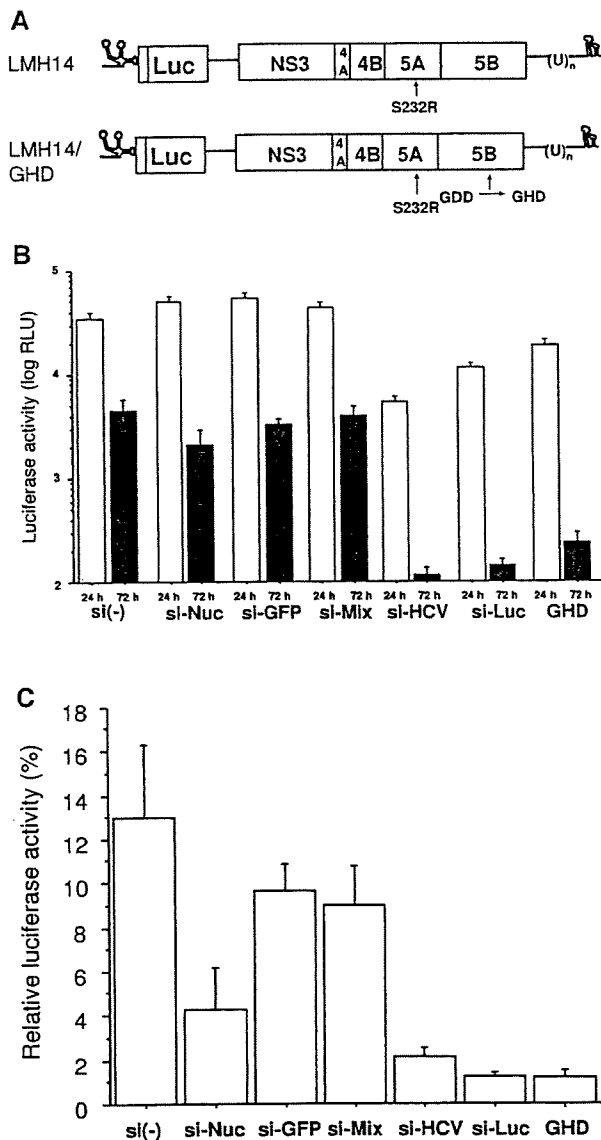 A
LMH14
Luc
NS3
4
A
4B
5A
5B
(U)n
S232R
LMH14/
GHD
Luc
NS3
4
A
4B
5A
5B
(U)n
S232R
GDD → GHD
B
Luciferase activity (log RLU)
5
4
3
2
24 h 72 h 24 h 72 h 24 h 72 h 24 h 72 h 24 h 72 h 24 h 72 h 24 h 72 h
si(-) si-Nuc si-GFP si-Mix si-HCV si-Luc GHD
C
Relative luciferase activity (%)
18
16
14
12
10
8
6
4
2
0
si(-) si-Nuc si-GFP si-Mix si-HCV si-Luc GHD